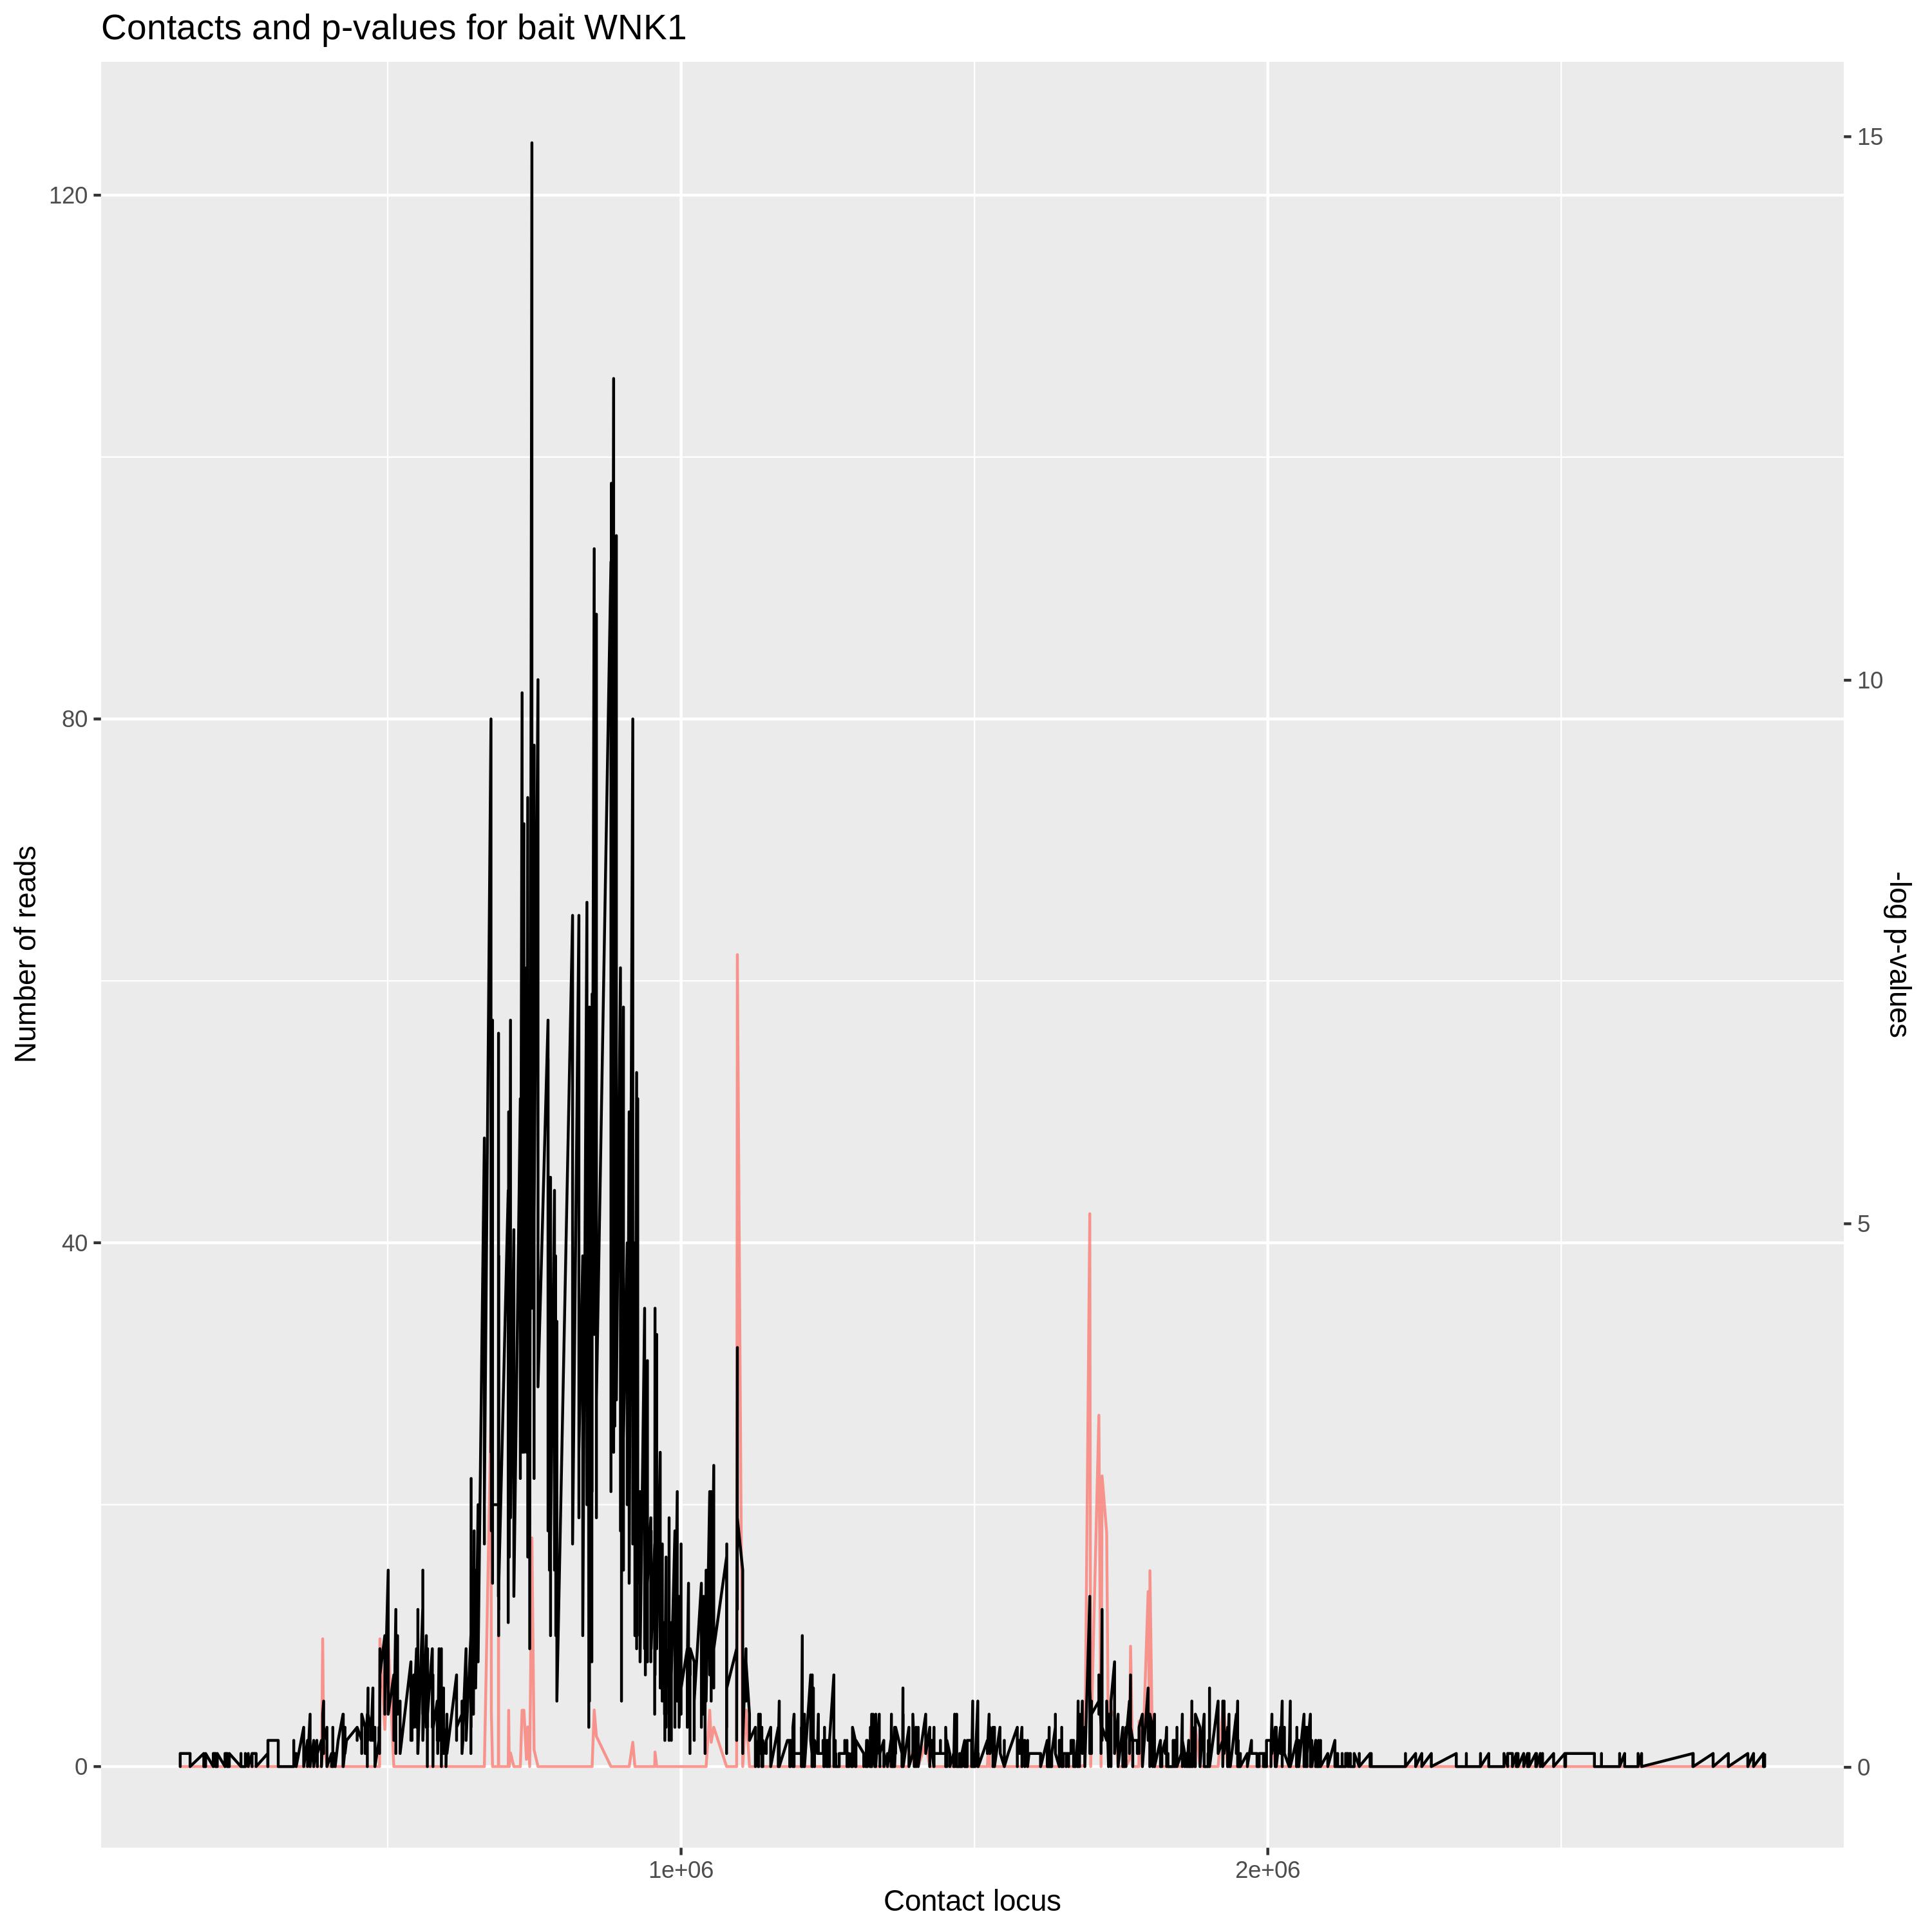 Contacts and p-values for bait WNK1
120
80
40
0
Number of reads
15
10
5
0
-log p-values
1e+06
2e+06
Contact locus